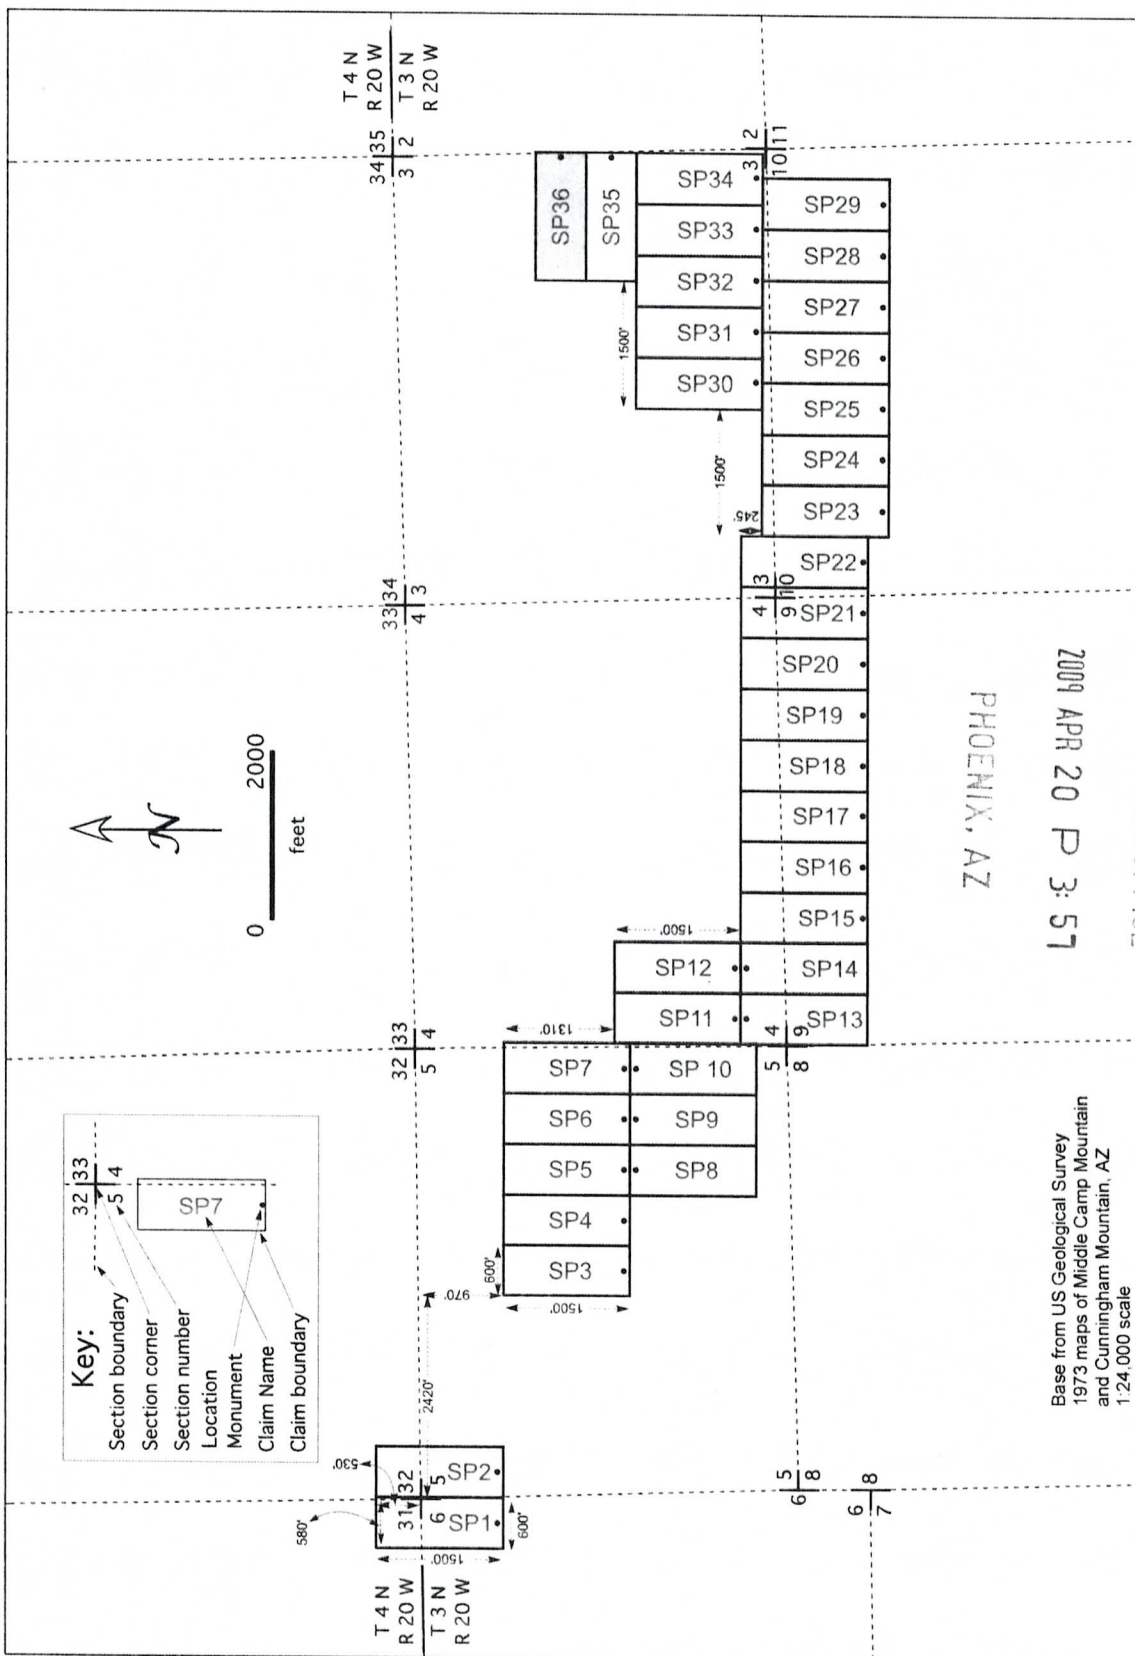 T 4 N
R 20 W
T 3 N
R 20 W
34 35
3 2
33 34
4 3
32 33
5 4
31 32
6 5
T 4 N
R 20 W
T 3 N
R 20 W
N
0 2000
feet
Key:
Section boundary
Section corner
Section number
Location
Monument
Claim Name
Claim boundary
32 33
5 4
SP7
580'
530'
1500'
600'
2420'
970'
SP1
SP2
1500'
600'
SP3
SP4
SP5
SP6
SP7
SP8
SP9
SP 10
1310'
1500'
SP11
SP12
SP13
SP14
SP15
SP16
SP17
SP18
SP19
SP20
SP21
SP22
245'
1500'
1500'
SP23
SP24
SP25
SP26
SP27
SP28
SP29
SP30
SP31
SP32
SP33
SP34
SP35
SP36
3 2
10 11
4 3
9 10
5 4
8 9
6 5
8
6 8
7
PHOENIX, AZ
2009 APR 20 P 3:57
Base from US Geological Survey
1973 maps of Middle Camp Mountain
and Cunningham Mountain, AZ
1:24,000 scale